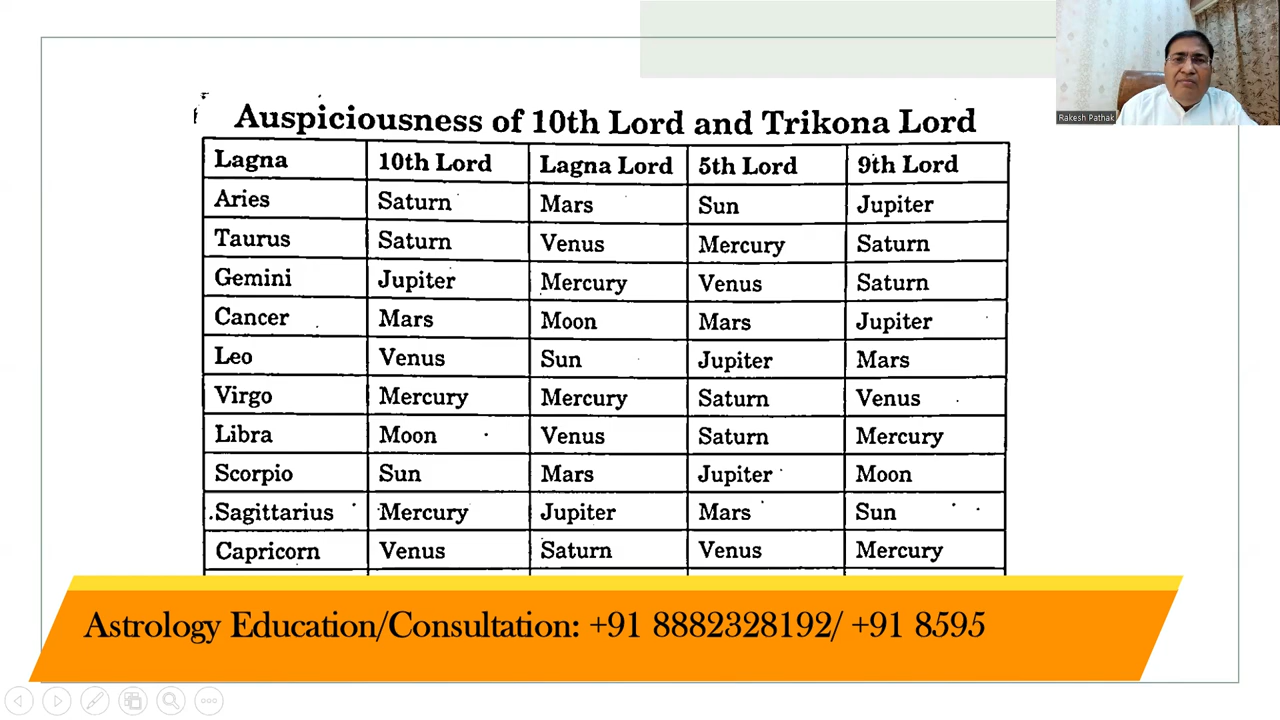 Rakesh Pathak
Auspiciousness of 10th Lord and Trikona Lord
Lagna 10th Lord Lagna Lord 5th Lord 9th Lord
Aries Saturn Mars Sun Jupiter
Taurus Saturn Venus Mercury Saturn
Gemini Jupiter Mercury Venus Saturn
Cancer Mars Moon Mars Jupiter
Leo Venus Sun Jupiter Mars
Virgo Mercury Mercury Saturn Venus
Libra Moon Venus Saturn Mercury
Scorpio Sun Mars Jupiter Moon
Sagittarius Mercury Jupiter Mars Sun
Capricorn Venus Saturn Venus Mercury
Astrology Education/Consultation: +91 8882328192/ +91 8595